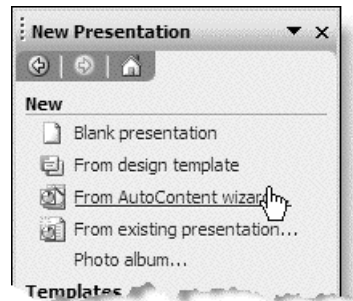 New Presentation
New
Blank presentation
From design template
From AutoContent wizard...
From existing presentation...
Photo album...
Templates